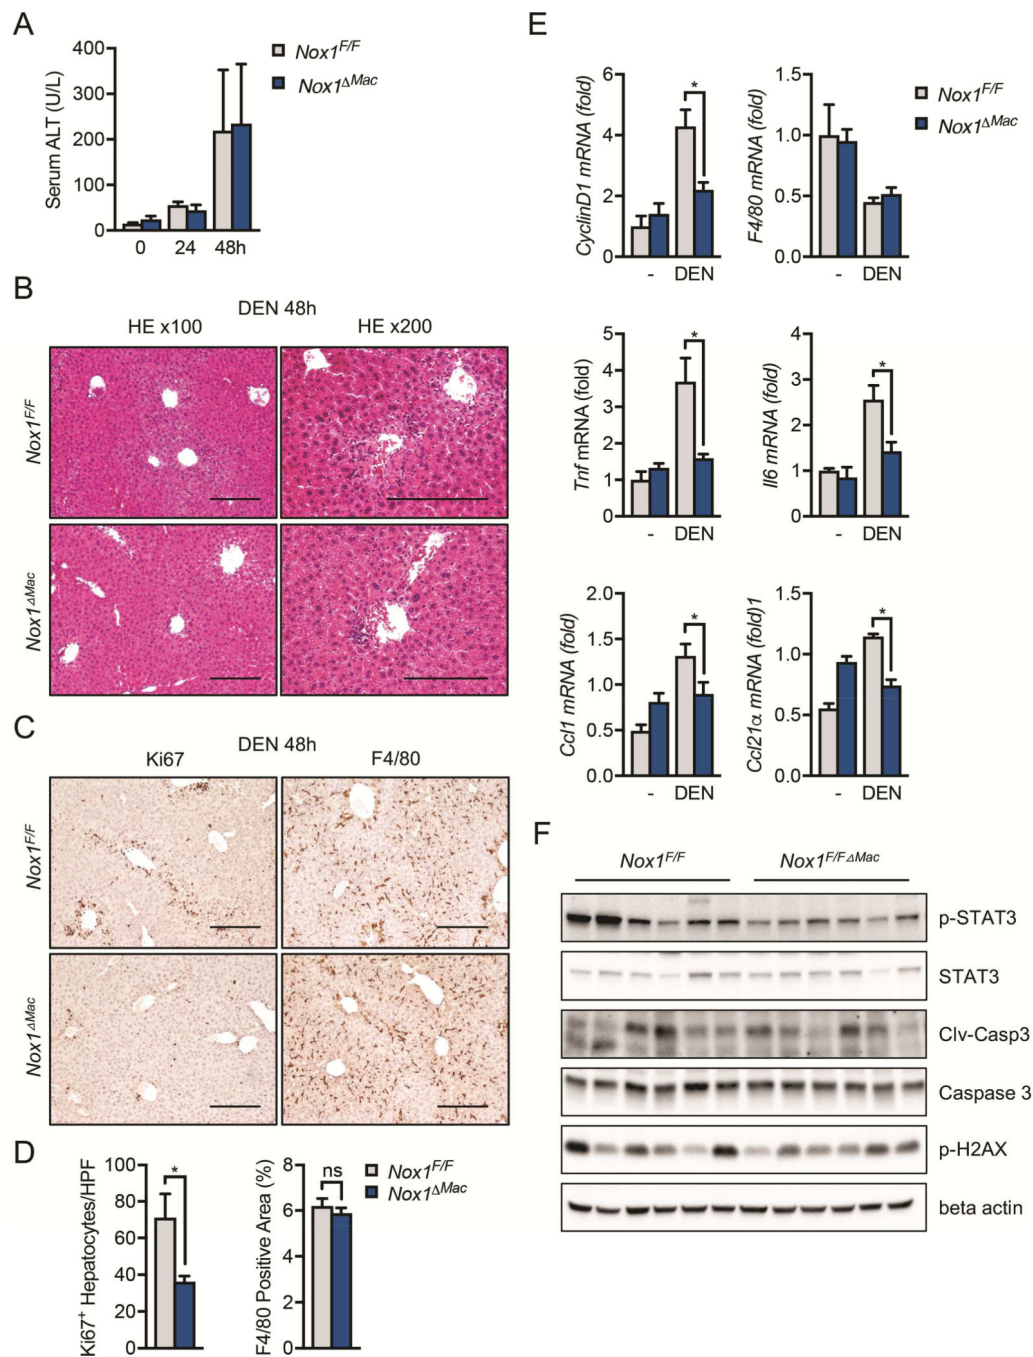 A
Serum ALT (U/L)
400
300
200
100
0
0 24 48h
Nox1F/F
Nox1ΔMac
B
DEN 48h
HE x100 HE x200
Nox1F/F
Nox1ΔMac
C
DEN 48h
Ki67 F4/80
Nox1F/F
Nox1ΔMac
D
Ki67+ Hepatocytes/HPF
100
80
60
40
20
0
*
F4/80 Positive Area (%)
8
6
4
2
0
ns
Nox1F/F
Nox1ΔMac
E
CyclinD1 mRNA (fold)
6
4
2
0
*
- DEN
F4/80 mRNA (fold)
1.5
1.0
0.5
0.0
- DEN
Nox1F/F
Nox1ΔMac
Tnf mRNA (fold)
5
4
3
2
1
0
*
- DEN
Il6 mRNA (fold)
4
3
2
1
0
*
- DEN
Ccl1 mRNA (fold)
2.0
1.5
1.0
0.5
0.0
*
- DEN
Ccl21α mRNA (fold)1
1.5
1.0
0.5
0.0
*
- DEN
F
Nox1F/F Nox1F/FΔMac
p-STAT3
STAT3
Clv-Casp3
Caspase 3
p-H2AX
beta actin